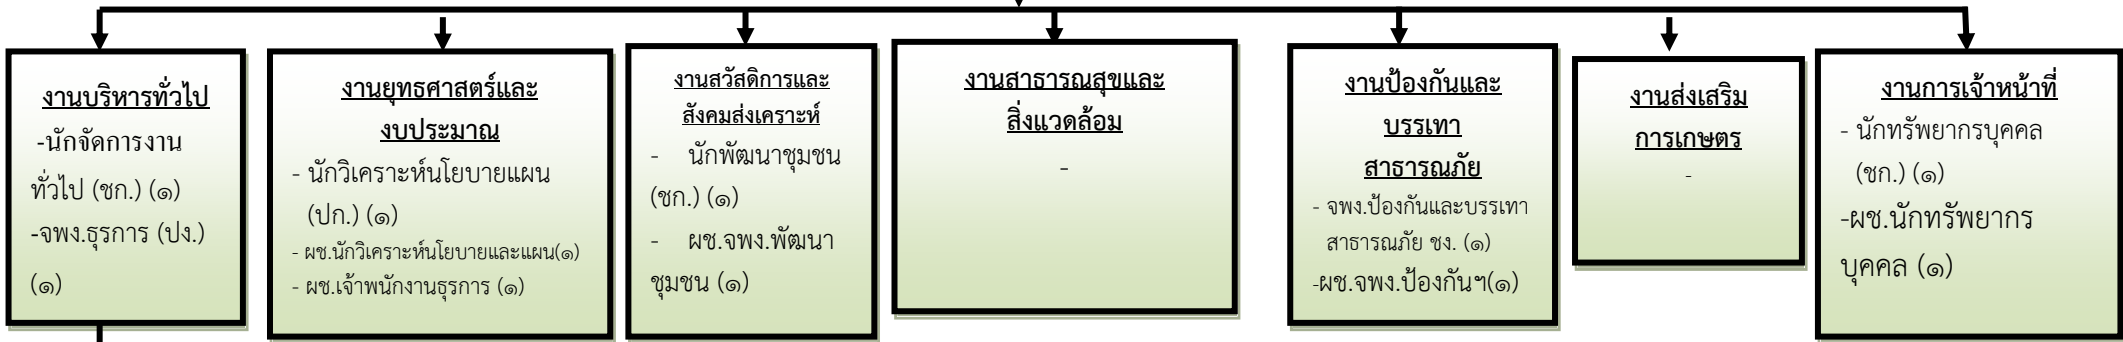 งานบริหารทั่วไป
-นักจัดการงาน
ทั่วไป (ชก.) (๑)
-จพง.ธุรการ (ปง.)
(๑)
งานยุทธศาสตร์และ
งบประมาณ
- นักวิเคราะห์นโยบายแผน
(ปก.) (๑)
- ผช.นักวิเคราะห์นโยบายและแผน(๑)
- ผช.เจ้าพนักงานธุรการ (๑)
งานสวัสดิการและ
สังคมส่งเคราะห์
- นักพัฒนาชุมชน
(ชก.) (๑)
- ผช.จพง.พัฒนา
ชุมชน (๑)
งานสาธารณสุขและ
สิ่งแวดล้อม
-
งานป้องกันและ
บรรเทา
สาธารณภัย
- จพง.ป้องกันและบรรเทา
สาธารณภัย ชง. (๑)
-ผช.จพง.ป้องกันฯ(๑)
งานส่งเสริม
การเกษตร
-
งานการเจ้าหน้าที่
- นักทรัพยากรบุคคล
(ชก.) (๑)
-ผช.นักทรัพยากร
บุคคล (๑)